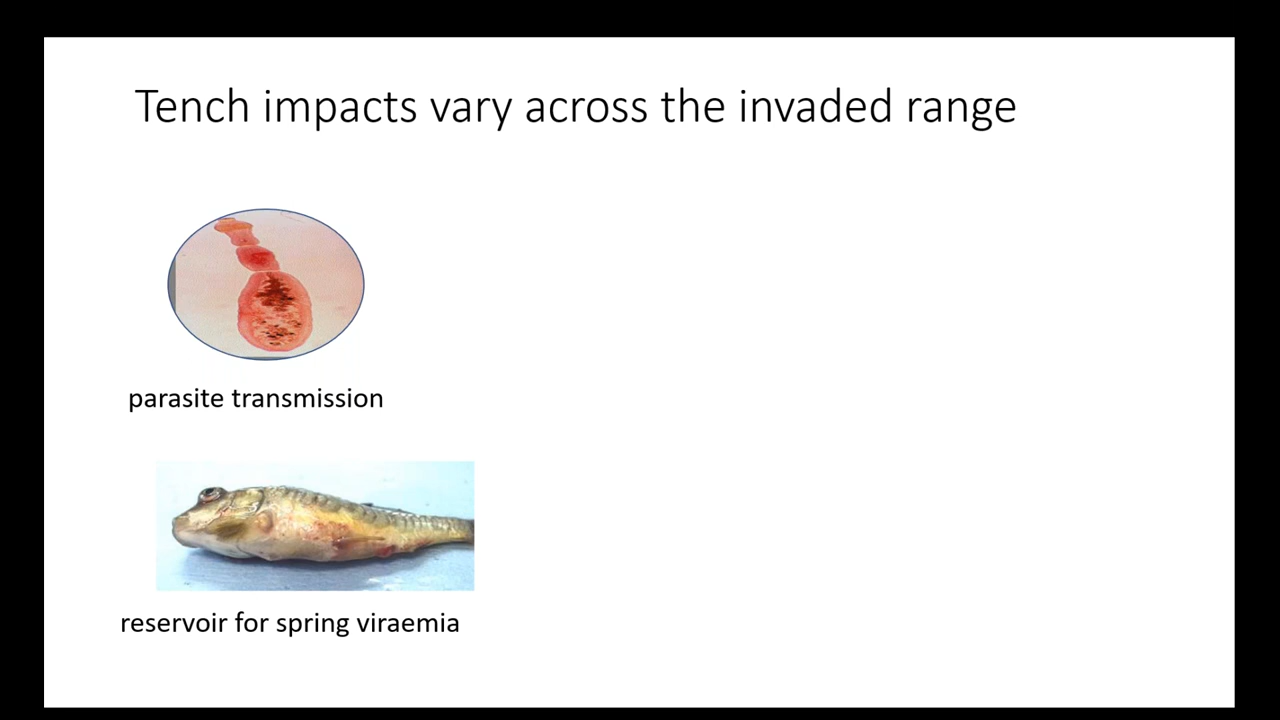 Tench impacts vary across the invaded range
parasite transmission
reservoir for spring viraemia